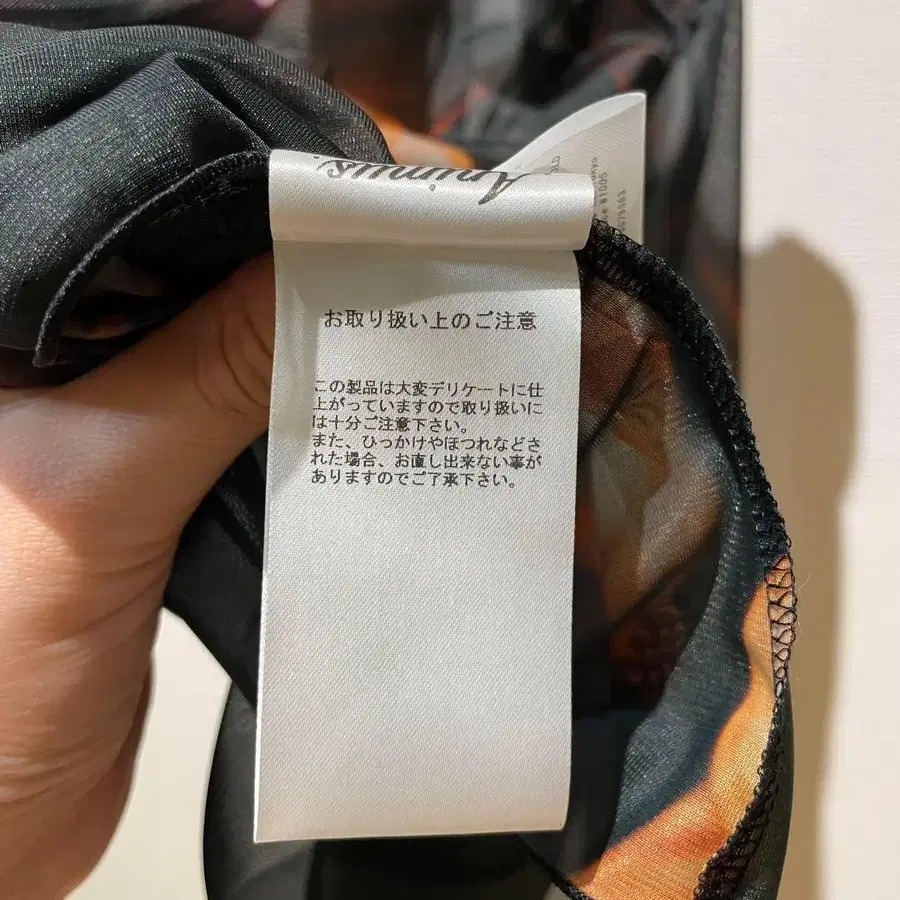 Animus.
お取り扱い上のご注意
この製品は大変デリケートに仕
上がっていますので取り扱いに
は十分ご注意下さい。
また、ひっかけやほつれなどさ
れた場合、お直し出来ない事が
ありますのでご了承下さい。